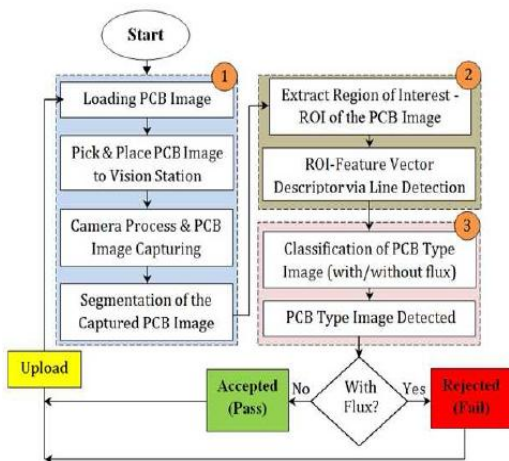 Start
1
Loading PCB Image
Pick & Place PCB Image
to Vision Station
Camera Process & PCB
Image Capturing
Segmentation of the
Captured PCB Image
2
Extract Region of Interest -
ROI of the PCB Image
ROI-Feature Vector
Descriptor via Line Detection
3
Classification of PCB Type
Image (with/without flux)
PCB Type Image Detected
With
Flux?
No
Yes
Accepted
(Pass)
Rejected
(Fail)
Upload